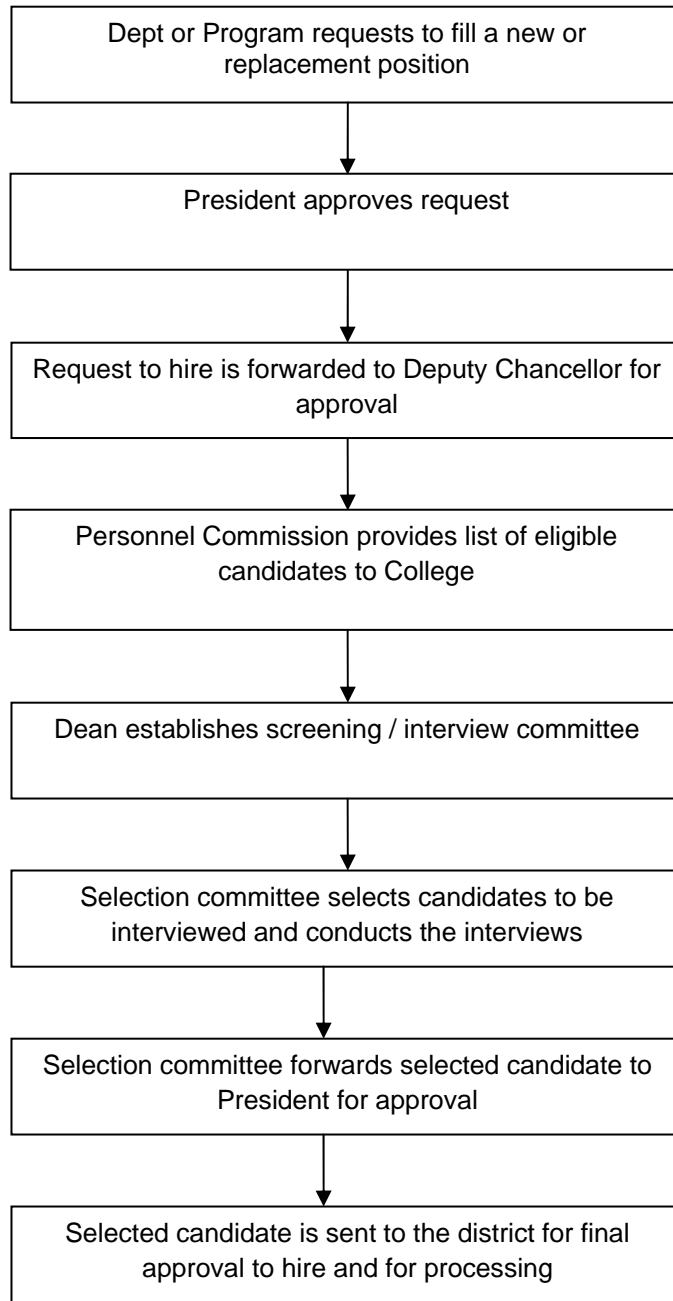 Dept or Program requests to fill a new or
replacement position
President approves request
Request to hire is forwarded to Deputy Chancellor for
approval
Personnel Commission provides list of eligible
candidates to College
Dean establishes screening / interview committee
Selection committee selects candidates to be
interviewed and conducts the interviews
Selection committee forwards selected candidate to
President for approval
Selected candidate is sent to the district for final
approval to hire and for processing